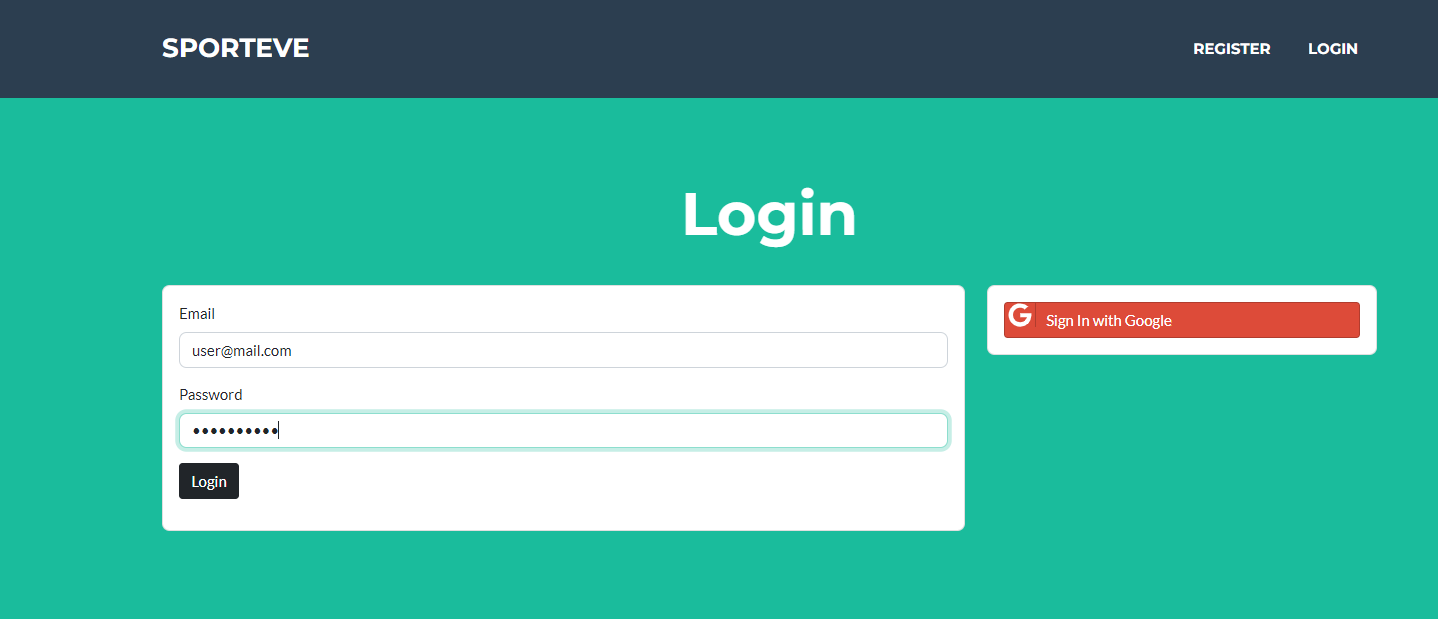 SPORTEVE
REGISTER
LOGIN
Login
Email
user@mail.com
Password
••••••••••
Login
G
Sign In with Google